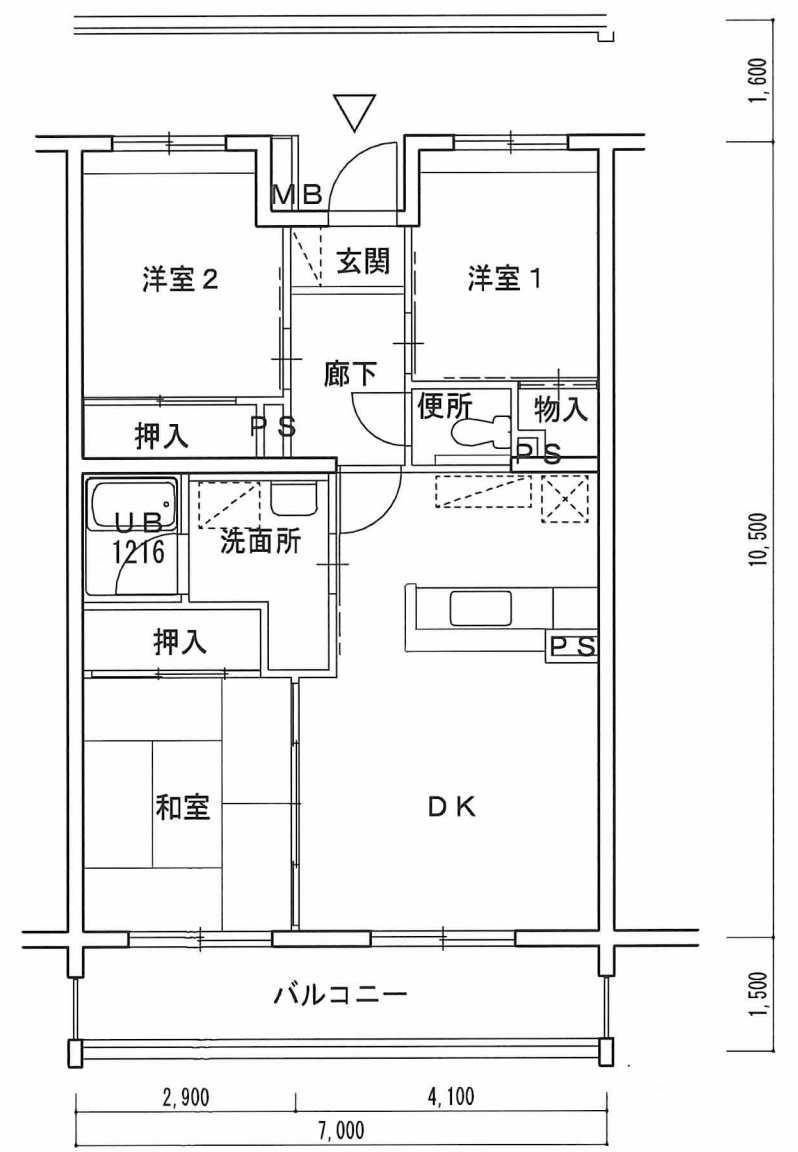 1,600
MB
玄関
洋室2
洋室1
廊下
便所
物入
押入
PS
PS
UB
1216
洗面所
10,500
押入
PS
和室
DK
バルコニー
1,500
2,900
4,100
7,000